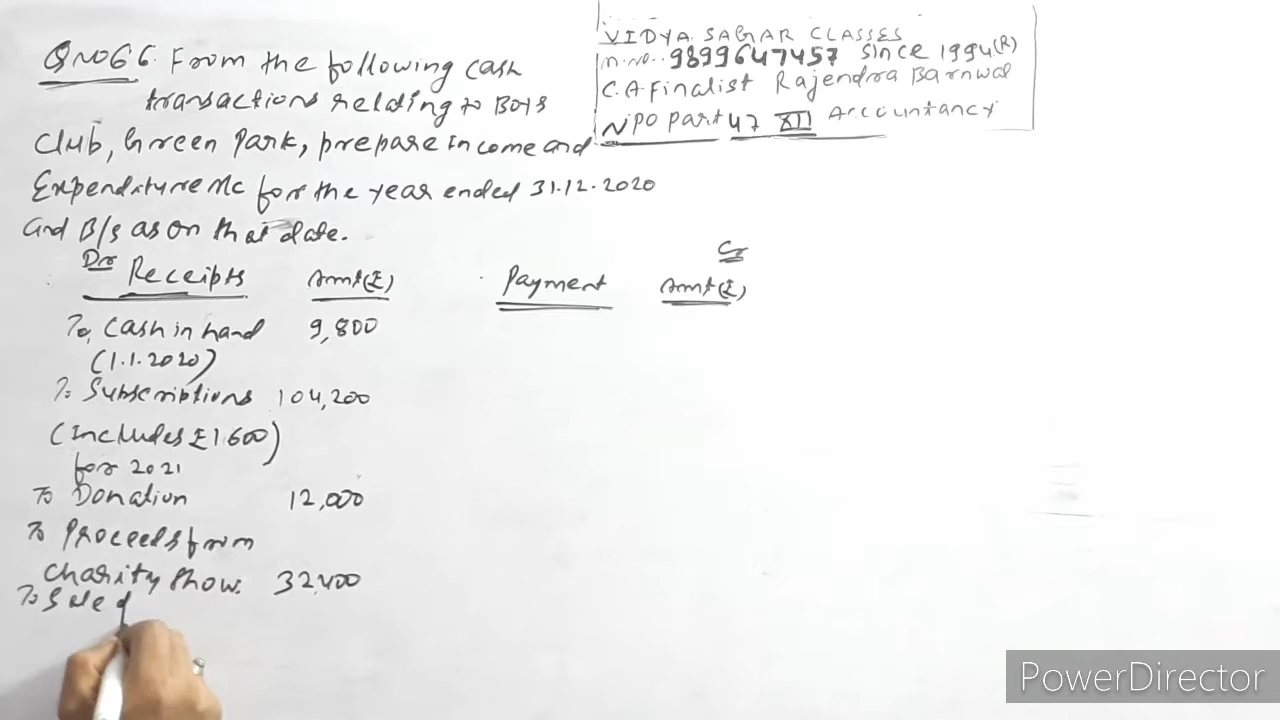 QNO66. From the following cash
transactions relating to Boys
Club, Green Park, prepare Income and
Expenditure A/c for the year ended 31.12.2020
and B/s as on that date.
VIDYA SAGAR CLASSES
M.NO.. 9899647457 Since 1994(R)
C.A Finalist Rajendra Barnwal
NPO part 47 XII Accountancy
Dr Receipts Amt(₹) Payment Cr Amt(₹)
To, Cash in hand 9,800
(1.1.2020)
To Subscriptions 104,200
(Includes ₹1600)
for 2021
To Donation 12,000
To Proceeds from
Charity Show. 32,400
To Sale of
PowerDirector